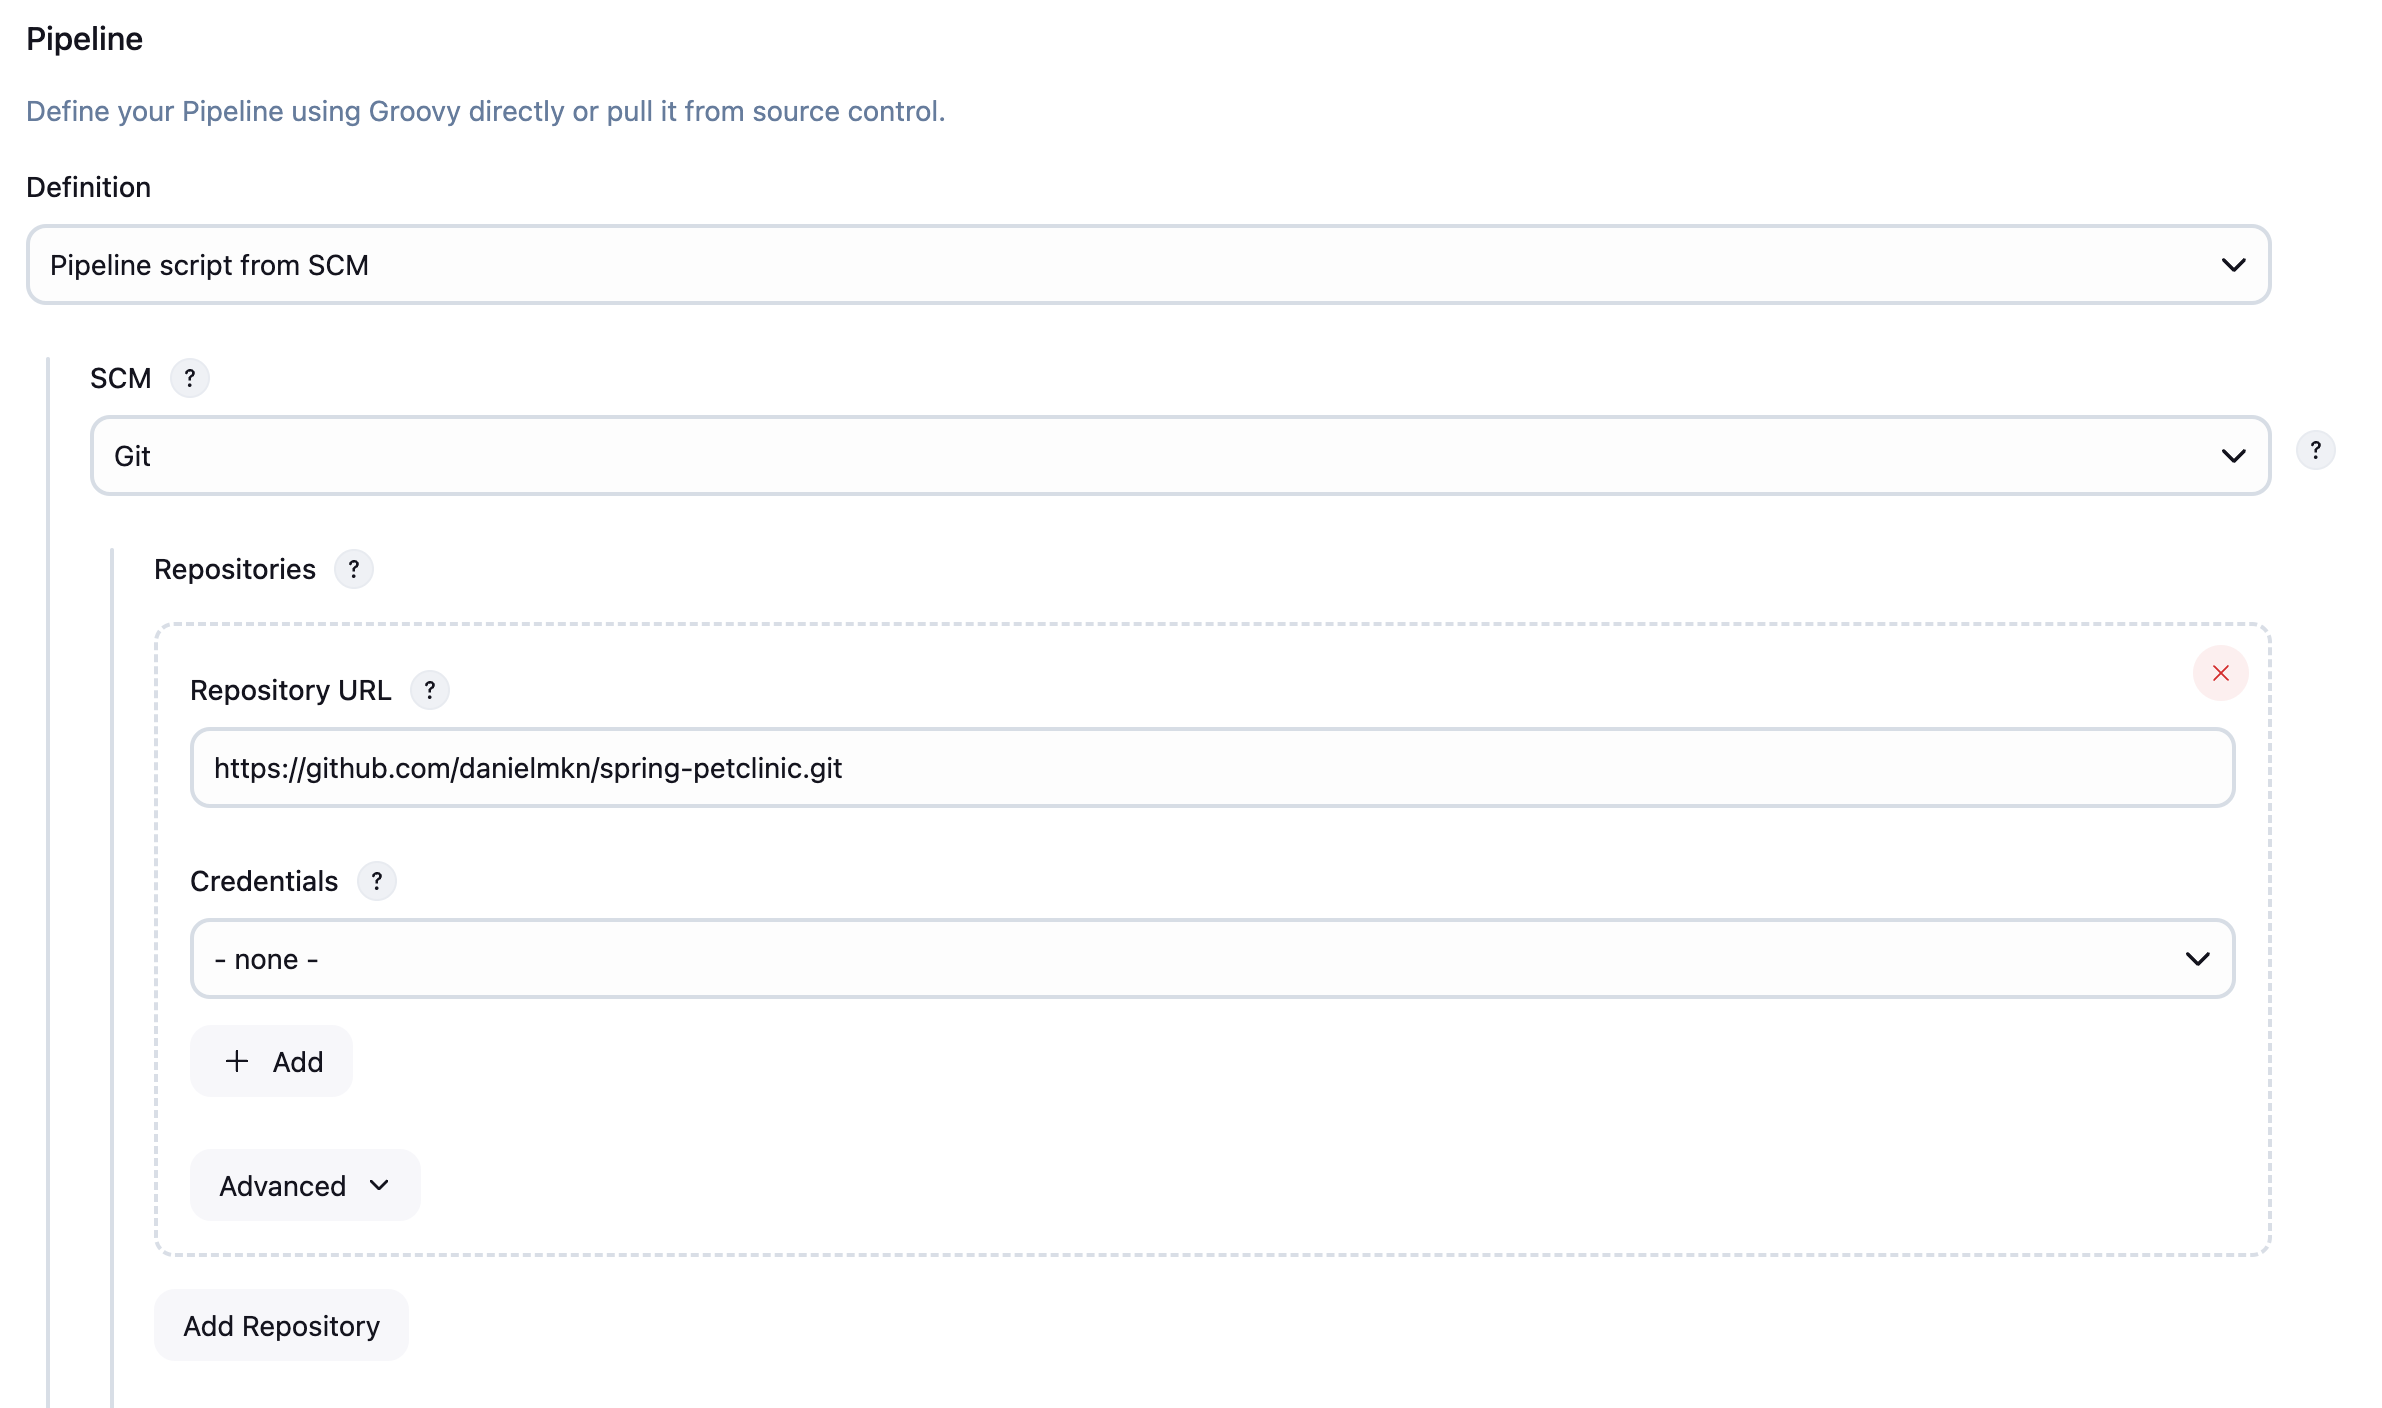 Pipeline
Define your Pipeline using Groovy directly or pull it from source control.
Definition
Pipeline script from SCM
SCM ?
Git
?
Repositories ?
Repository URL ?
https://github.com/danielmkn/spring-petclinic.git
Credentials ?
- none -
+ Add
Advanced
Add Repository